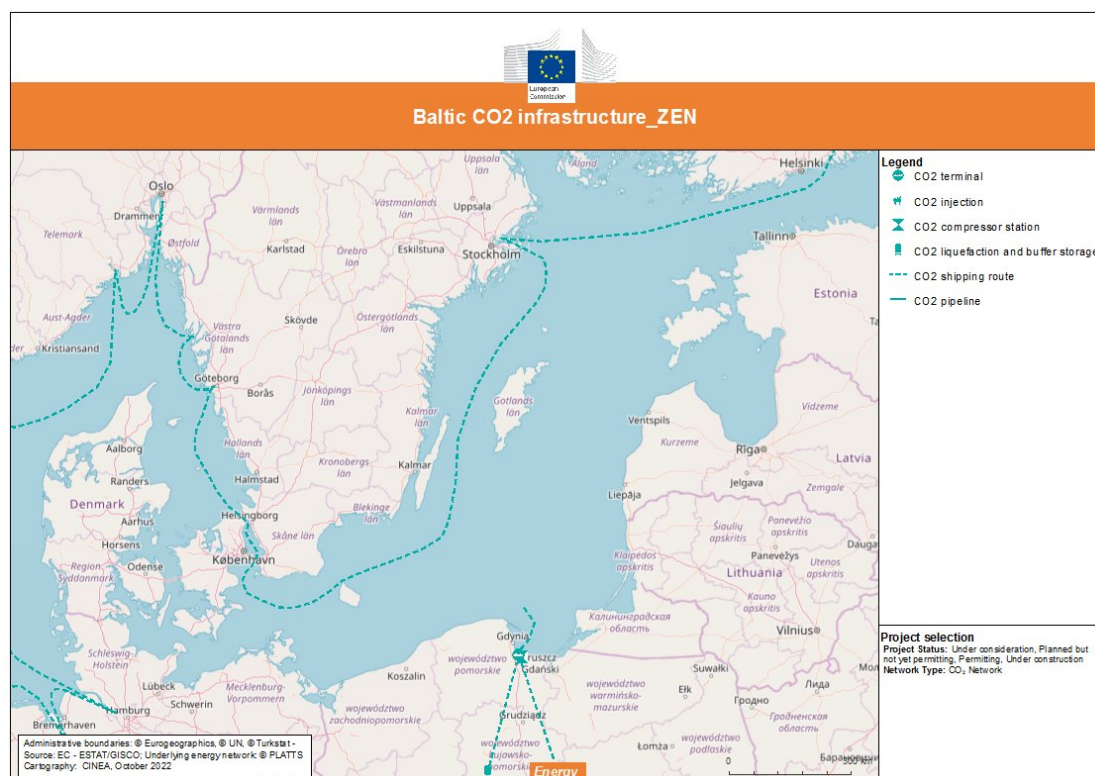 European
Commission
Baltic CO2 infrastructure_ZEN
Legend
CO2 terminal
CO2 injection
CO2 compressor station
CO2 liquefaction and buffer storage
CO2 shipping route
CO2 pipeline
Project selection
Project Status: Under consideration, Planned but
not yet permitting, Permitting, Under construction
Network Type: CO₂ Network
Oslo
Uppsala
län
Åland
Helsinki
Drammen
Värmlands
län
Västmanlands
län
Uppsala
Telemark
Østfold
Karlstad
Örebro
län
Eskilstuna
Stockholm
Tallinn
Estonia
Aust-Agder
Kristiansand
Västra
Götalands
län
Skövde
Östergötlands
län
Göteborg
Borås
Jönköpings
län
Kalmar
län
Gotlands
län
Ventspils
Vidzeme
Kurzeme
Rīga
Latvia
Aalborg
Hallands
län
Kronobergs
län
Kalmar
Jelgava
Zemgale
Randers
Halmstad
Liepāja
Denmark
Blekinge
län
Aarhus
Helsingborg
Skåne län
Šiaulių
apskritis
Panevėžio
apskritis
Horsens
København
Klaipėdos
apskritis
Panevėžys
Utenos
apskritis
Odense
Region
Syddanmark
Lithuania
Kauno
apskritis
Калининградская
область
Vilnius
Gdynia
Schleswig
Holstein
Koszalin
województwo
pomorskie
Pruszcz
Gdański
Suwałki
Лида
Lübeck
Schwerin
Mecklenburg
Vorpommern
województwo
zachodniopomorskie
województwo
warmińsko-
mazurskie
Ełk
Гродно
Гродненская
область
Bremerhaven
Hamburg
Grudziądz
województwo
kujawsko-
pomorskie
Łomża
województwo
podlaskie
Energy
0
300 km
Administrative boundaries: © Eurogeographics, © UN, © Turkstat -
Source: EC - ESTAT/GISCO; Underlying energy network: © PLATTS
Cartography: CINEA, October 2022